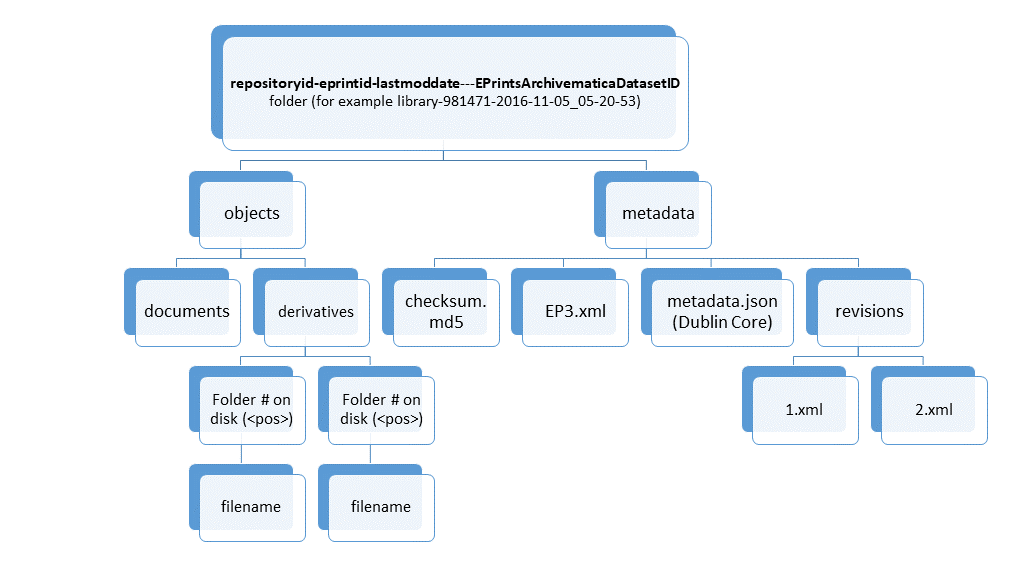 repositoryid-eprintid-lastmoddate---EPrintsArchivematicaDatasetID
folder (for example library-981471-2016-11-05_05-20-53)
objects
metadata
documents
derivatives
checksum.
md5
EP3.xml
metadata.json
(Dublin Core)
revisions
Folder # on
disk (<pos>)
Folder # on
disk (<pos>)
1.xml
2.xml
filename
filename